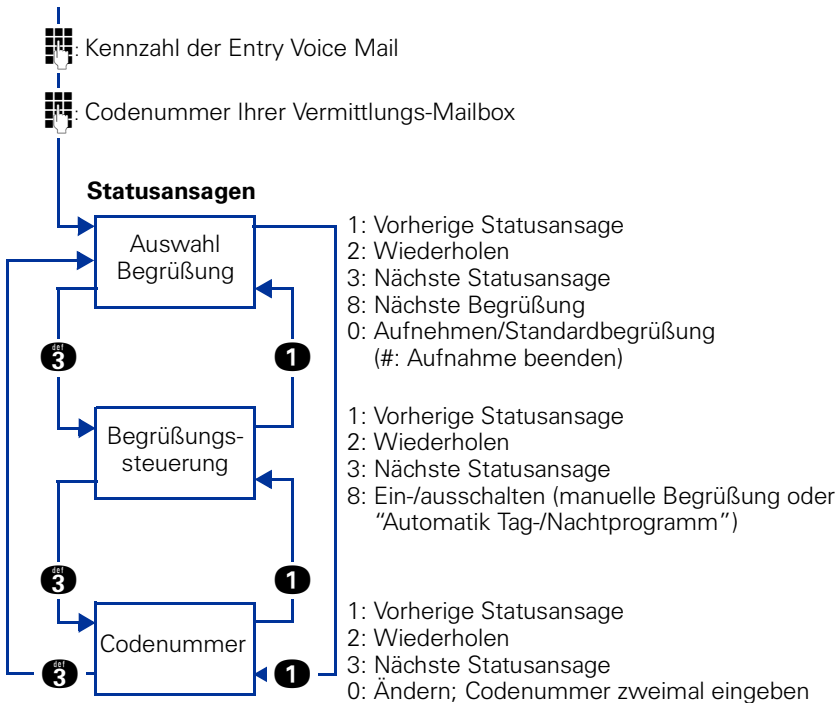 : Kennzahl der Entry Voice Mail
: Codenummer Ihrer Vermittlungs-Mailbox
Statusansagen
Auswahl
Begrüßung
1: Vorherige Statusansage
2: Wiederholen
3: Nächste Statusansage
8: Nächste Begrüßung
0: Aufnehmen/Standardbegrüßung
(#: Aufnahme beenden)
def
3
1
Begrüßungs-
steuerung
1: Vorherige Statusansage
2: Wiederholen
3: Nächste Statusansage
8: Ein-/ausschalten (manuelle Begrüßung oder
“Automatik Tag-/Nachtprogramm”)
def
3
1
Codenummer
1: Vorherige Statusansage
2: Wiederholen
3: Nächste Statusansage
0: Ändern; Codenummer zweimal eingeben
def
3
1